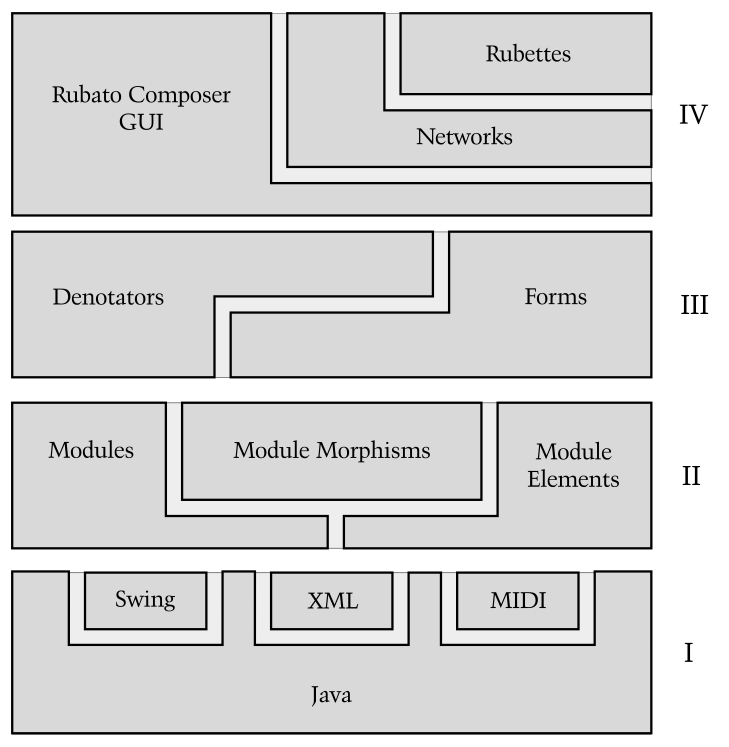 Rubettes
Rubato Composer
GUI
Networks
IV
Denotators
Forms
III
Modules
Module Morphisms
Module
Elements
II
Swing
XML
MIDI
Java
I